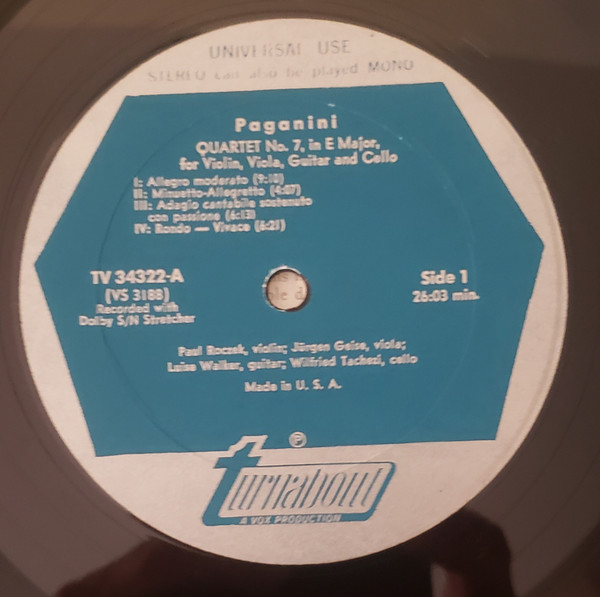 UNIVERSAL USE
STEREO can also be played MONO
Paganini
QUARTET No. 7, in E Major,
for Violin, Viola, Guitar and Cello
I: Allegro moderato (9:10)
II: Minuetto-Allegretto (4:07)
III: Adagio cantabile sostenuto
con passione (6:13)
IV: Rondo — Vivace (6:21)
TV 34322-A
(VS 3188)
Recorded with
Dolby S/N Stretcher
Side 1
26:03 min.
Paul Roczek, violin; Jürgen Geise, viola;
Luise Walker, guitar; Wilfried Tachezi, cello
Made in U. S. A.
℗
turnabout
A VOX PRODUCTION